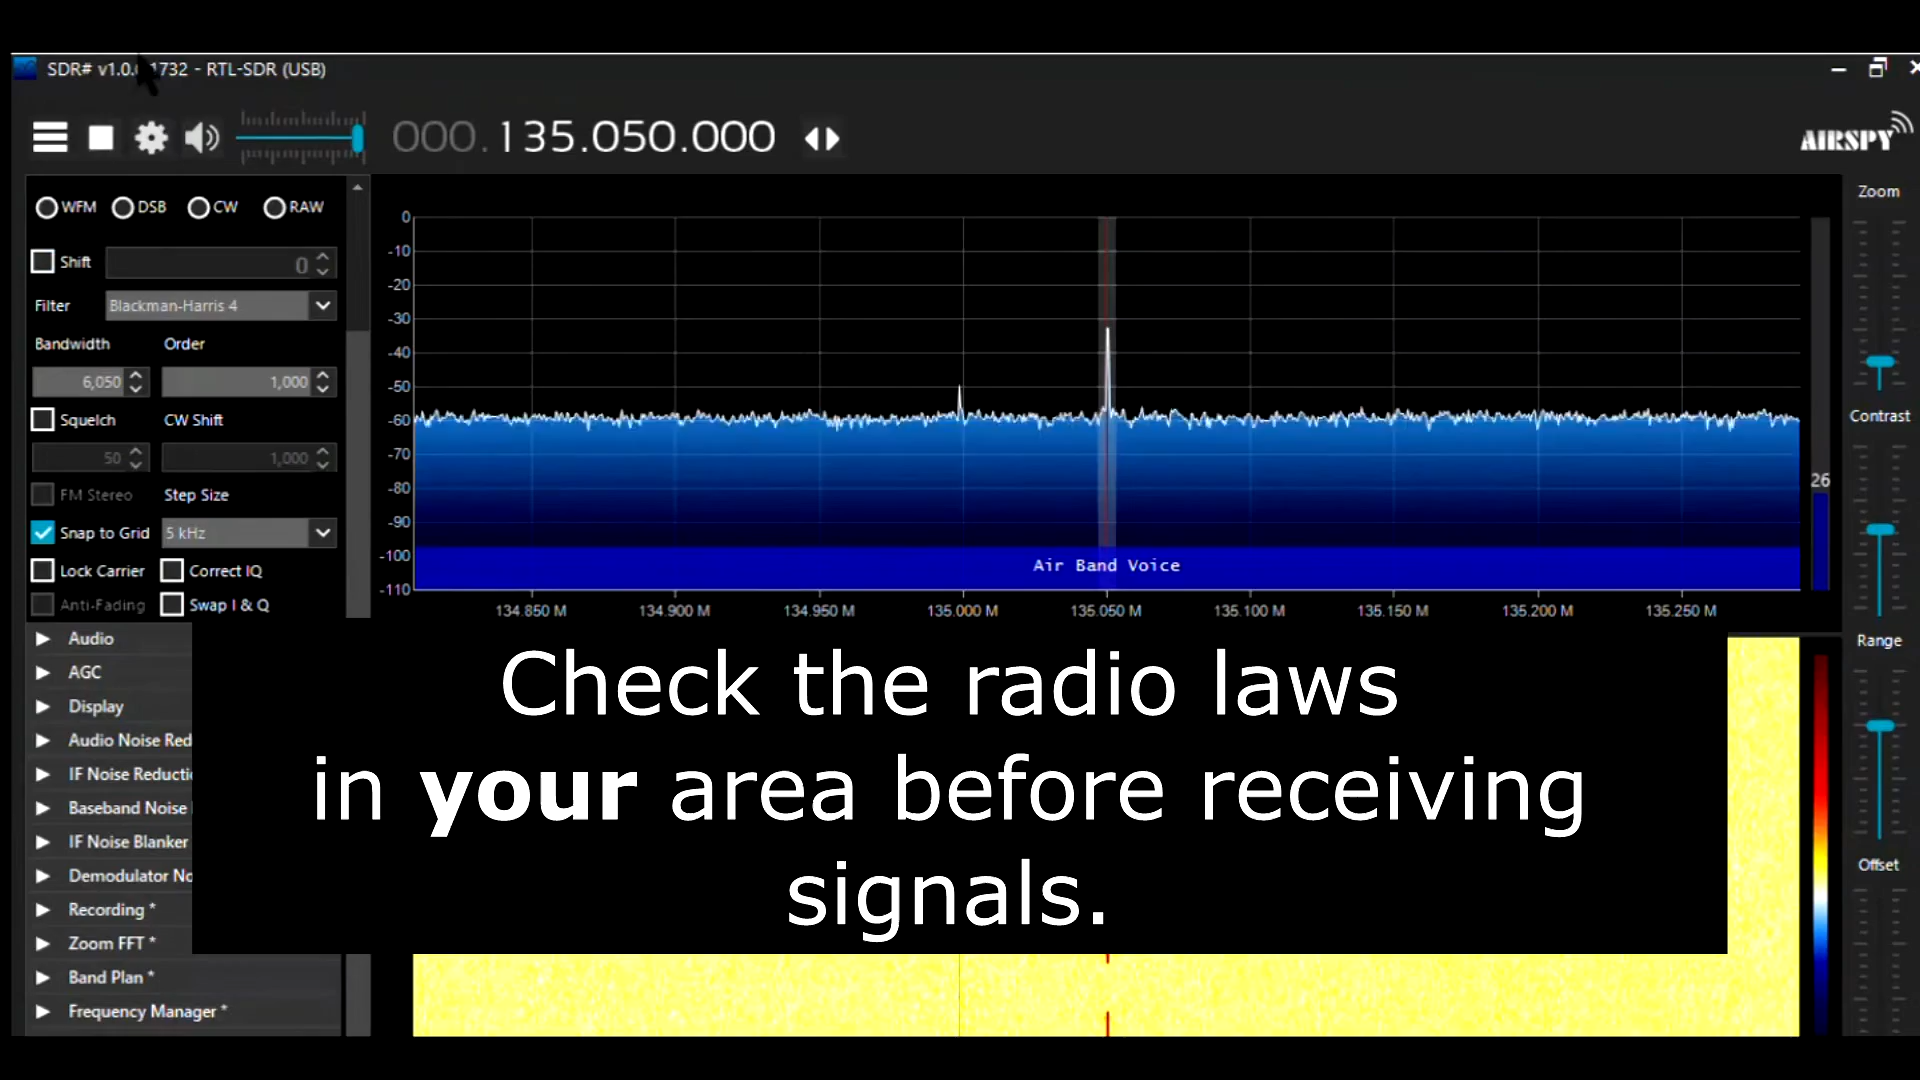 SDR# v1.0. 1732 - RTL-SDR (USB)
000.135.050.000
AIRSPY
WFM DSB CW RAW
Shift 0
Filter Blackman-Harris 4
Bandwidth Order
6,050 1,000
Squelch CW Shift
50 1,000
FM Stereo Step Size
Snap to Grid 5 kHz
Lock Carrier Correct IQ
Anti-Fading Swap I & Q
Audio
AGC
Display
Audio Noise Red
IF Noise Reducti
Baseband Noise
IF Noise Blanker
Demodulator No
Recording *
Zoom FFT *
Band Plan *
Frequency Manager *
0
-10
-20
-30
-40
-50
-60
-70
-80
-90
-100
-110
Air Band Voice
134.850 M 134.900 M 134.950 M 135.000 M 135.050 M 135.100 M 135.150 M 135.200 M 135.250 M
26
Zoom
Contrast
Range
Offset
Check the radio laws
in your area before receiving
signals.